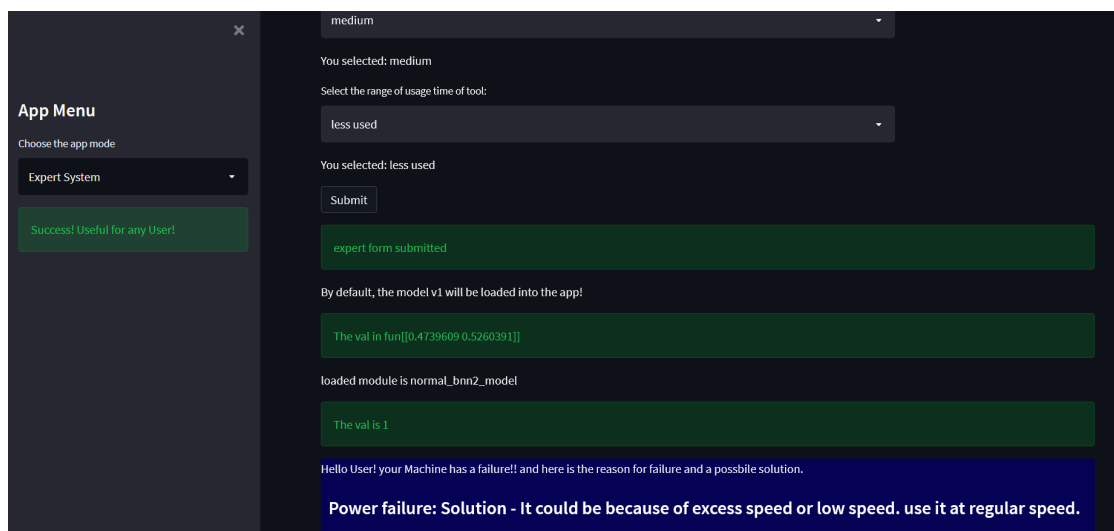 ×
App Menu
Choose the app mode
Expert System
Success! Useful for any User!
medium
You selected: medium
Select the range of usage time of tool:
less used
You selected: less used
Submit
expert form submitted
By default, the model v1 will be loaded into the app!
The val in fun[[0.4739609 0.5260391]]
loaded module is normal_bnn2_model
The val is 1
Hello User! your Machine has a failure!! and here is the reason for failure and a possbile solution.
Power failure: Solution - It could be because of excess speed or low speed. use it at regular speed.